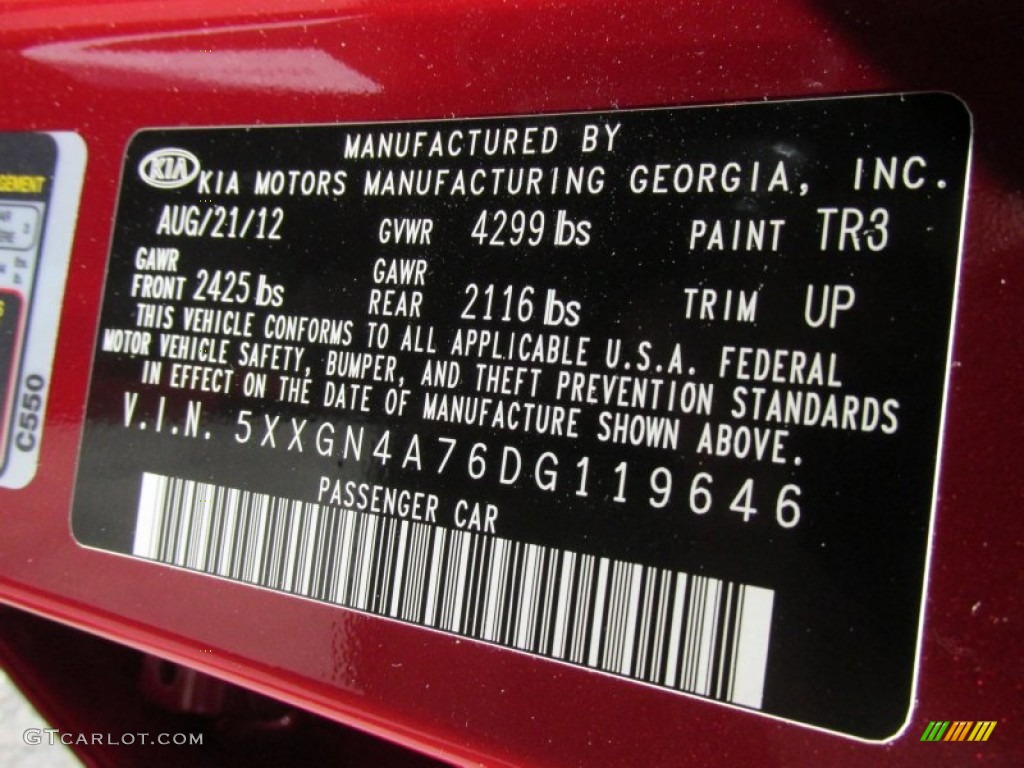 MANUFACTURED BY
KIA KIA MOTORS MANUFACTURING GEORGIA, INC.
AUG/21/12 GVWR 4299 lbs PAINT TR3
GAWR FRONT 2425 lbs GAWR REAR 2116 lbs TRIM UP
THIS VEHICLE CONFORMS TO ALL APPLICABLE U.S.A. FEDERAL
MOTOR VEHICLE SAFETY, BUMPER, AND THEFT PREVENTION STANDARDS
IN EFFECT ON THE DATE OF MANUFACTURE SHOWN ABOVE.
V.I.N. 5XXGN4A76DG119646
PASSENGER CAR
C550
GTCARLOT.COM